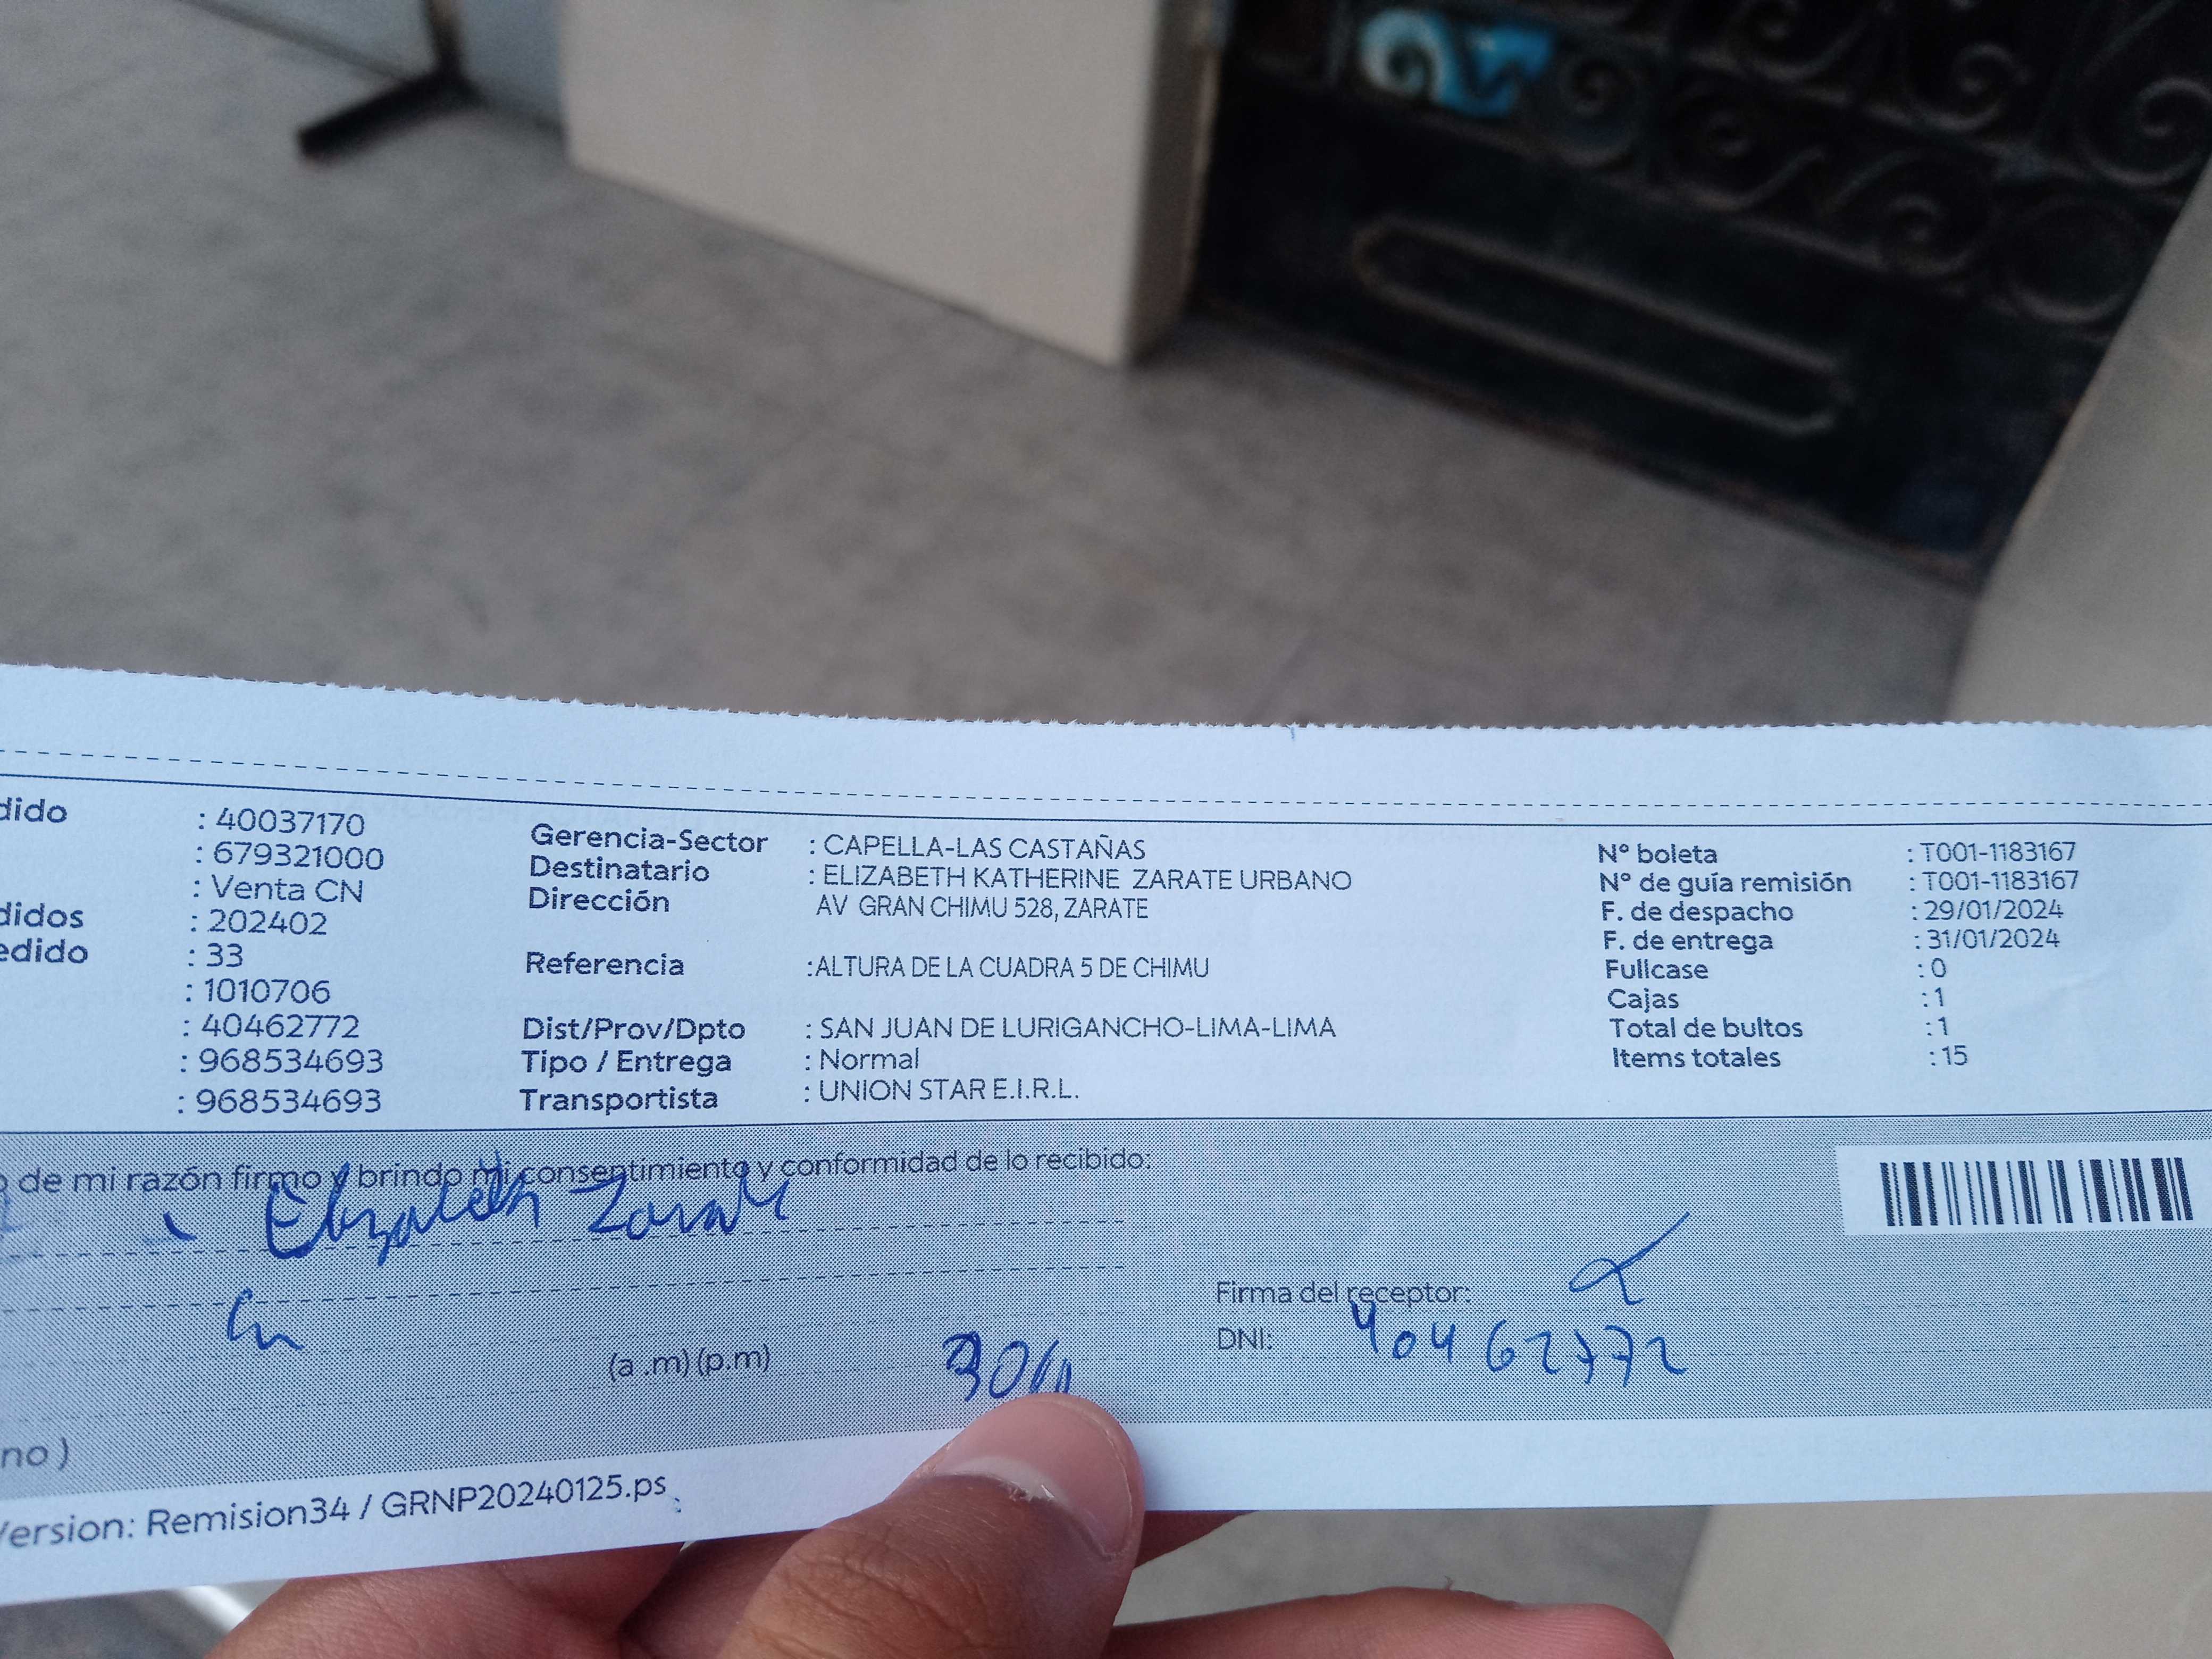 dido : 40037170
: 679321000
: Venta CN
didos : 202402
edido : 33
: 1010706
: 40462772
: 968534693
: 968534693
Gerencia-Sector : CAPELLA-LAS CASTAÑAS
Destinatario : ELIZABETH KATHERINE ZARATE URBANO
Dirección AV GRAN CHIMU 528, ZARATE
Referencia :ALTURA DE LA CUADRA 5 DE CHIMU
Dist/Prov/Dpto : SAN JUAN DE LURIGANCHO-LIMA-LIMA
Tipo / Entrega : Normal
Transportista : UNION STAR E.I.R.L.
Nº boleta : T001-1183167
Nº de guía remisión : T001-1183167
F. de despacho : 29/01/2024
F. de entrega : 31/01/2024
Fullcase : 0
Cajas : 1
Total de bultos : 1
Items totales : 15
de mi razón firmo y brindo mi consentimiento y conformidad de lo recibido:
Elizabeth Zarate
Firma del receptor:
DNI: 40462772
(a .m) (p.m)
no )
Version: Remision34 / GRNP20240125.ps